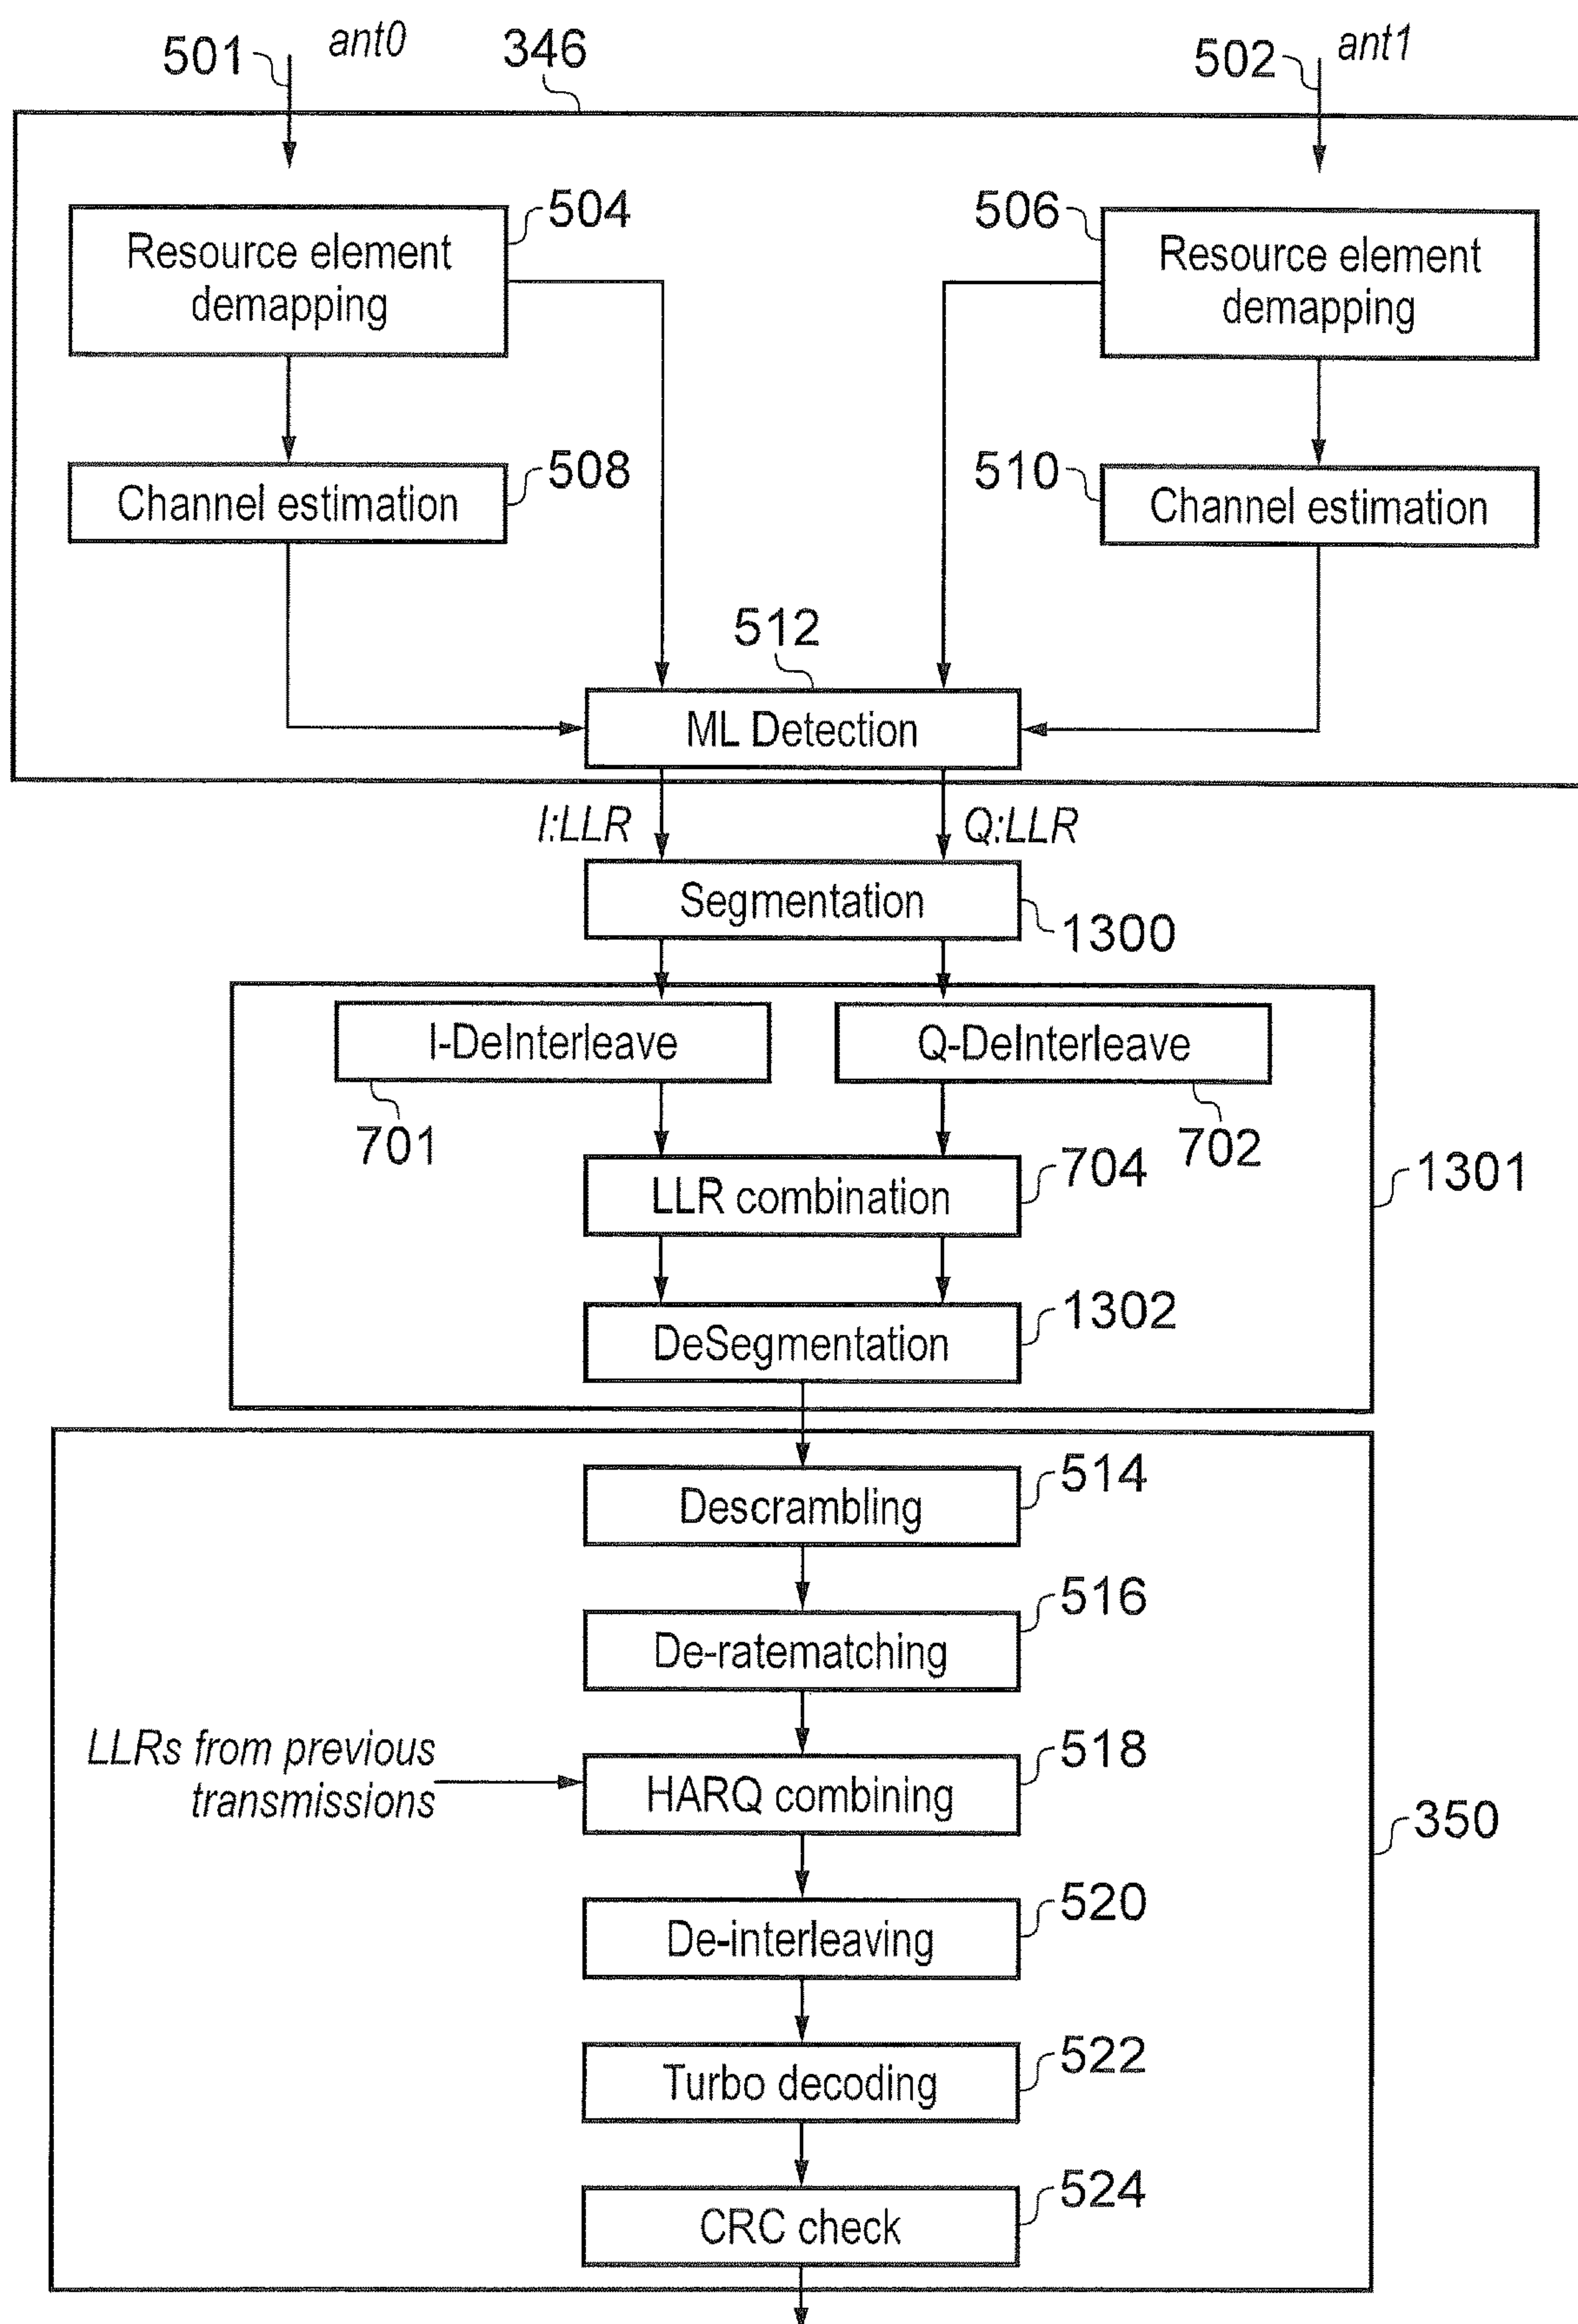 501
ant0
346
502
ant1
504
Resource element
demapping
506
Resource element
demapping
508
Channel estimation
510
Channel estimation
512
ML Detection
I:LLR
Q:LLR
Segmentation
1300
I-DeInterleave
Q-DeInterleave
701
702
704
LLR combination
1301
1302
DeSegmentation
514
Descrambling
516
De-ratematching
LLRs from previous
transmissions
518
HARQ combining
350
520
De-interleaving
522
Turbo decoding
524
CRC check